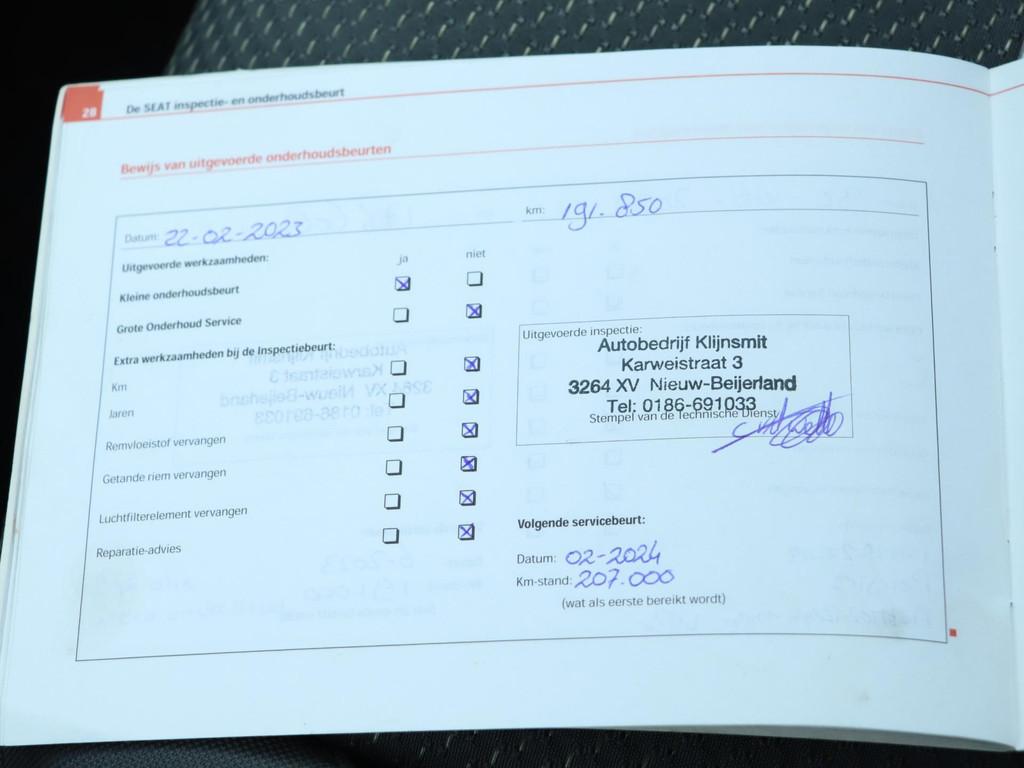 28
De SEAT inspectie- en onderhoudsbeurt
Bewijs van uitgevoerde onderhoudsbeurten
Datum: 22-02-2023 km: 191.850
Uitgevoerde werkzaamheden: ja niet
Kleine onderhoudsbeurt
Grote Onderhoud Service
Extra werkzaamheden bij de Inspectiebeurt:
Km
Jaren
Remvloeistof vervangen
Getande riem vervangen
Luchtfilterelement vervangen
Reparatie-advies
Uitgevoerde inspectie:
Autobedrijf Klijnsmit
Karweistraat 3
3264 XV Nieuw-Beijerland
Tel: 0186-691033
Stempel van de Technische Dienst
Volgende servicebeurt:
Datum: 02-2024
Km-stand: 207.000
(wat als eerste bereikt wordt)